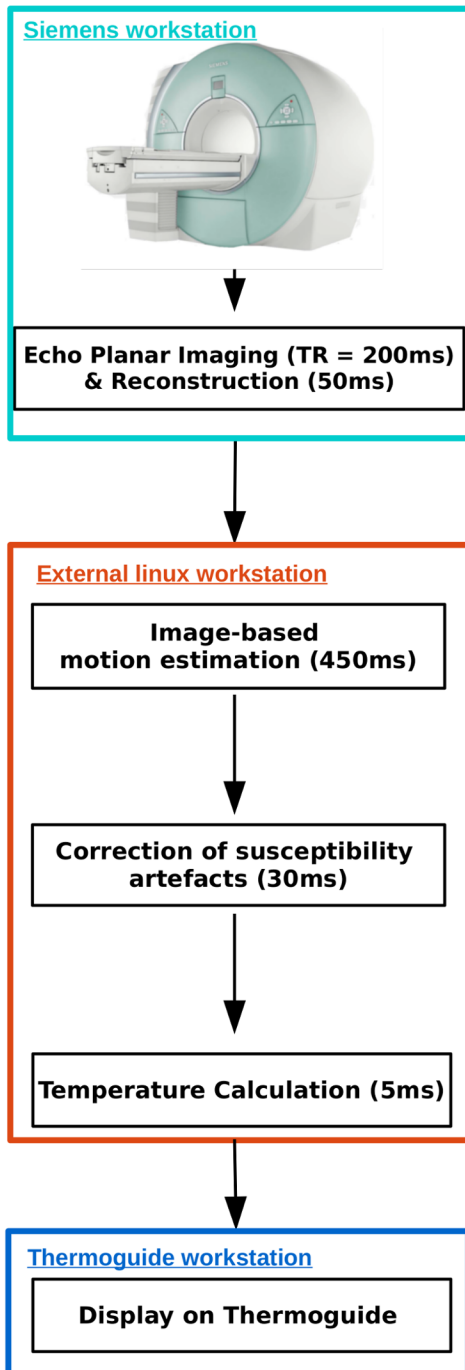 Siemens workstation
SIEMENS
Echo Planar Imaging (TR = 200ms)
& Reconstruction (50ms)
External linux workstation
Image-based
motion estimation (450ms)
Correction of susceptibility
artefacts (30ms)
Temperature Calculation (5ms)
Thermoguide workstation
Display on Thermoguide